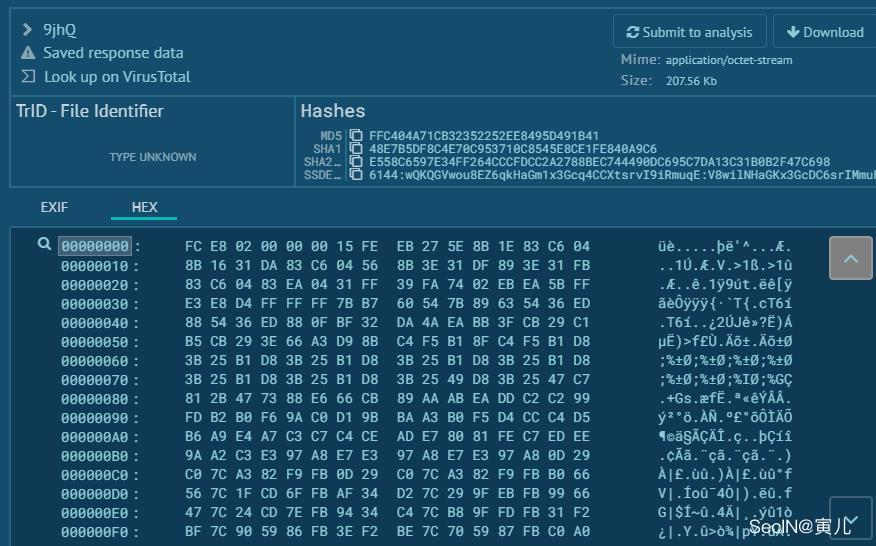 9jhQ
Saved response data
Look up on VirusTotal
Submit to analysis
Download
Mime: application/octet-stream
Size: 207.56 Kb
TrID - File Identifier
TYPE UNKNOWN
Hashes
MD5 FFC404A71CB32352252EE8495D491B41
SHA1 48E7B5DF8C4E70C953710C8545E8CE1FE840A9C6
SHA2… E558C6597E34FF264CCCFDCC2A2788BEC744490DC695C7DA13C31B0B2F47C698
SSDE… 6144:wQKQGVwou8EZ6qkHaGm1x3Gcq4CCXtsrvI9iRmuqE:V8wilNHaGKx3GcDC6srIMmu
EXIF
HEX
00000000 : FC E8 02 00 00 00 15 FE EB 27 5E 8B 1E 83 C6 04 üè.....þë'^...Æ.
00000010 : 8B 16 31 DA 83 C6 04 56 8B 3E 31 DF 89 3E 31 FB ..1Ú.Æ.V.>1ß.>1û
00000020 : 83 C6 04 83 EA 04 31 FF 39 FA 74 02 EB EA 5B FF .Æ..ê.1ÿ9út.ëê[ÿ
00000030 : E3 E8 D4 FF FF FF 7B B7 60 54 7B 89 63 54 36 ED ãèÔÿÿÿ{·`T{.cT6í
00000040 : 88 54 36 ED 88 0F BF 32 DA 4A EA BB 3F CB 29 C1 .T6í..¿2ÚJê»?Ë)Á
00000050 : B5 CB 29 3E 66 A3 D9 8B C4 F5 B1 8F C4 F5 B1 D8 µË)>f£Ù.Äõ±.Äõ±Ø
00000060 : 3B 25 B1 D8 3B 25 B1 D8 3B 25 B1 D8 3B 25 B1 D8 ;%±Ø;%±Ø;%±Ø;%±Ø
00000070 : 3B 25 B1 D8 3B 25 B1 D8 3B 25 49 D8 3B 25 47 C7 ;%±Ø;%±Ø;%IØ;%GÇ
00000080 : 81 2B 47 73 88 E6 66 CB 89 AA AB EA DD C2 C2 99 .+Gs.æfË.ª«êÝÂÂ.
00000090 : FD B2 B0 F6 9A C0 D1 9B BA A3 B0 F5 D4 CC C4 D5 ý²°ö.ÀÑ.º£°õÔÌÄÕ
000000A0 : B6 A9 E4 A7 C3 C7 C4 CE AD E7 80 81 FE C7 ED EE ¶©ä§ÃÇÄÎ.ç..þÇíî
000000B0 : 9A A2 C3 E3 97 A8 E7 E3 97 A8 E7 E3 97 A8 0D 29 .¢Ãã.¨çã.¨çã.¨.)
000000C0 : C0 7C A3 82 F9 FB 0D 29 C0 7C A3 82 F9 FB B0 66 À|£.ùû.)À|£.ùû°f
000000D0 : 56 7C 1F CD 6F FB AF 34 D2 7C 29 9F EB FB 99 66 V|.Íoû¯4Ò|).ëû.f
000000E0 : 47 7C 24 CD 7E FB 94 34 C4 7C B8 9F FD FB 31 F2 G|$Í~û.4Ä|¸.ýû1ò
000000F0 : BF 7C 90 59 86 FB 3E F2 BE 7C 70 59 87 FB C0 A0 ¿|.Y.û>ò¾|pY.ûÀ.
SecIN@寅儿